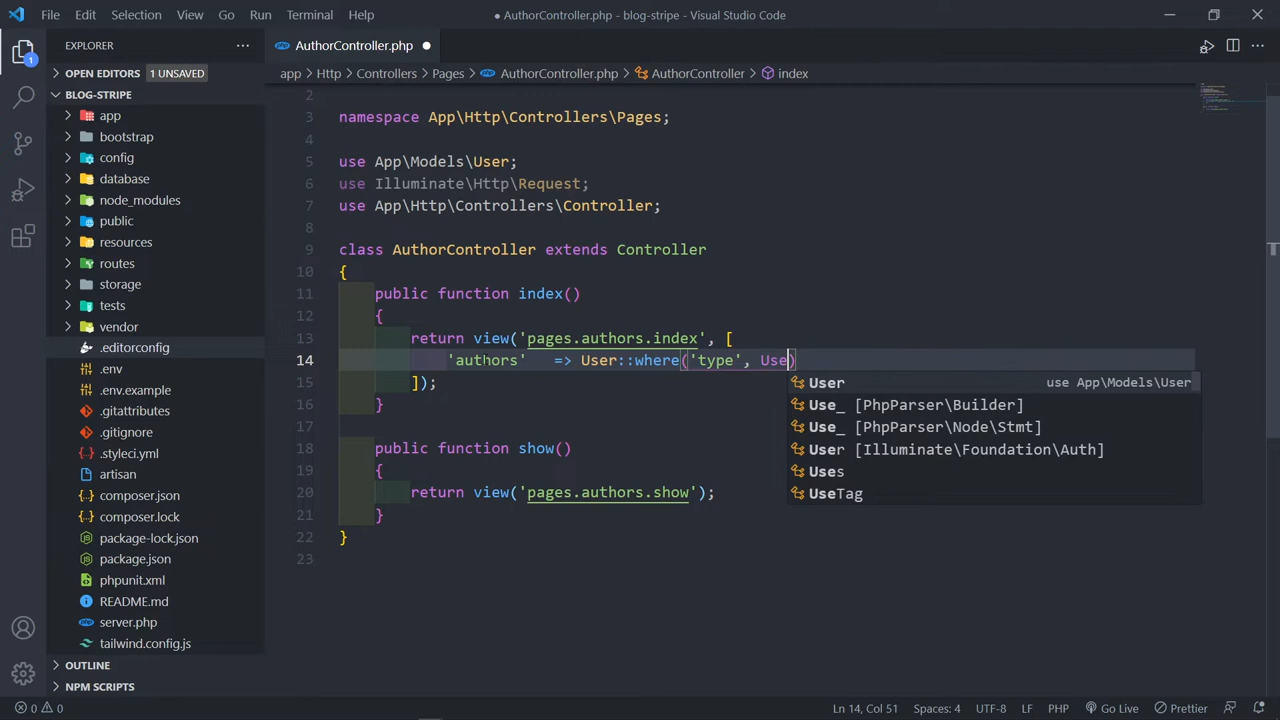 File Edit Selection View Go Run Terminal Help
● AuthorController.php - blog-stripe - Visual Studio Code
EXPLORER
AuthorController.php
OPEN EDITORS 1 UNSAVED
app > Http > Controllers > Pages > AuthorController.php > AuthorController > index
BLOG-STRIPE
app
bootstrap
config
database
node_modules
public
resources
routes
storage
tests
vendor
.editorconfig
.env
.env.example
.gitattributes
.gitignore
.styleci.yml
artisan
composer.json
composer.lock
package-lock.json
package.json
phpunit.xml
README.md
server.php
tailwind.config.js
OUTLINE
NPM SCRIPTS
1
2
3 namespace App\Http\Controllers\Pages;
4
5 use App\Models\User;
6 use Illuminate\Http\Request;
7 use App\Http\Controllers\Controller;
8
9 class AuthorController extends Controller
10 {
11 public function index()
12 {
13 return view('pages.authors.index', [
14 'authors' => User::where('type', Use)
15 ]);
16 }
17
18 public function show()
19 {
20 return view('pages.authors.show');
21 }
22 }
23
User use App\Models\User
Use_ [PhpParser\Builder]
Use_ [PhpParser\Node\Stmt]
User [Illuminate\Foundation\Auth]
Uses
UseTag
0 0
Ln 14, Col 51 Spaces: 4 UTF-8 LF PHP Go Live Prettier